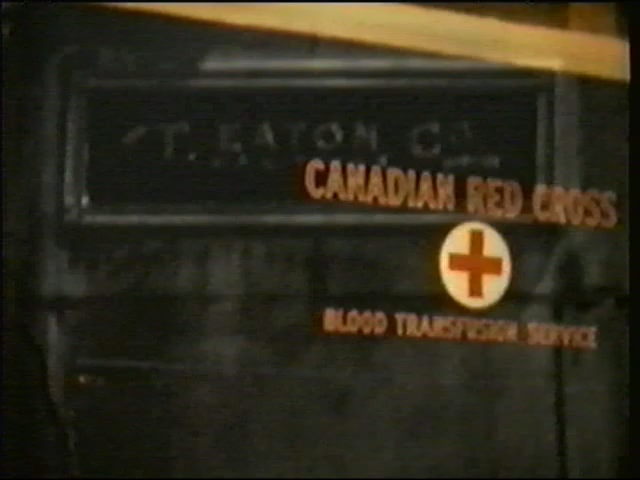 T. EATON Co
CANADIAN RED CROSS
BLOOD TRANSFUSION SERVICE